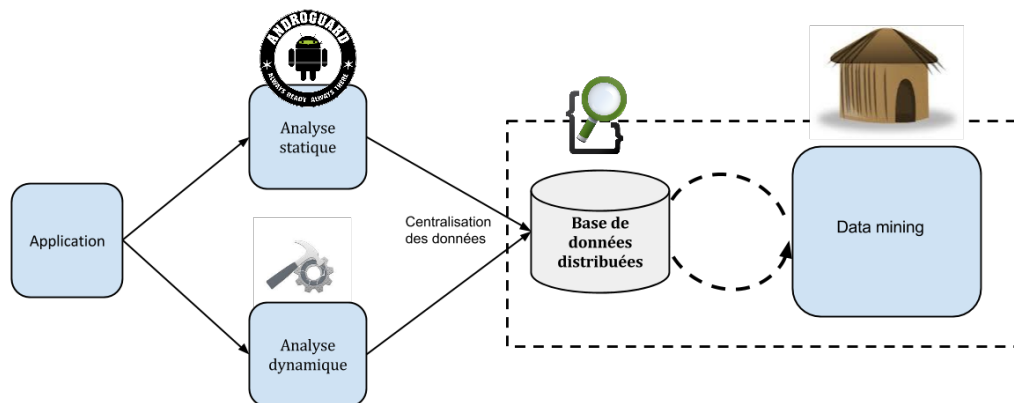 ANDROGUARD
ALWAYS READY ALWAYS THERE
Analyse
statique
Application
Centralisation
des données
Base de
données
distribuées
Data mining
Analyse
dynamique